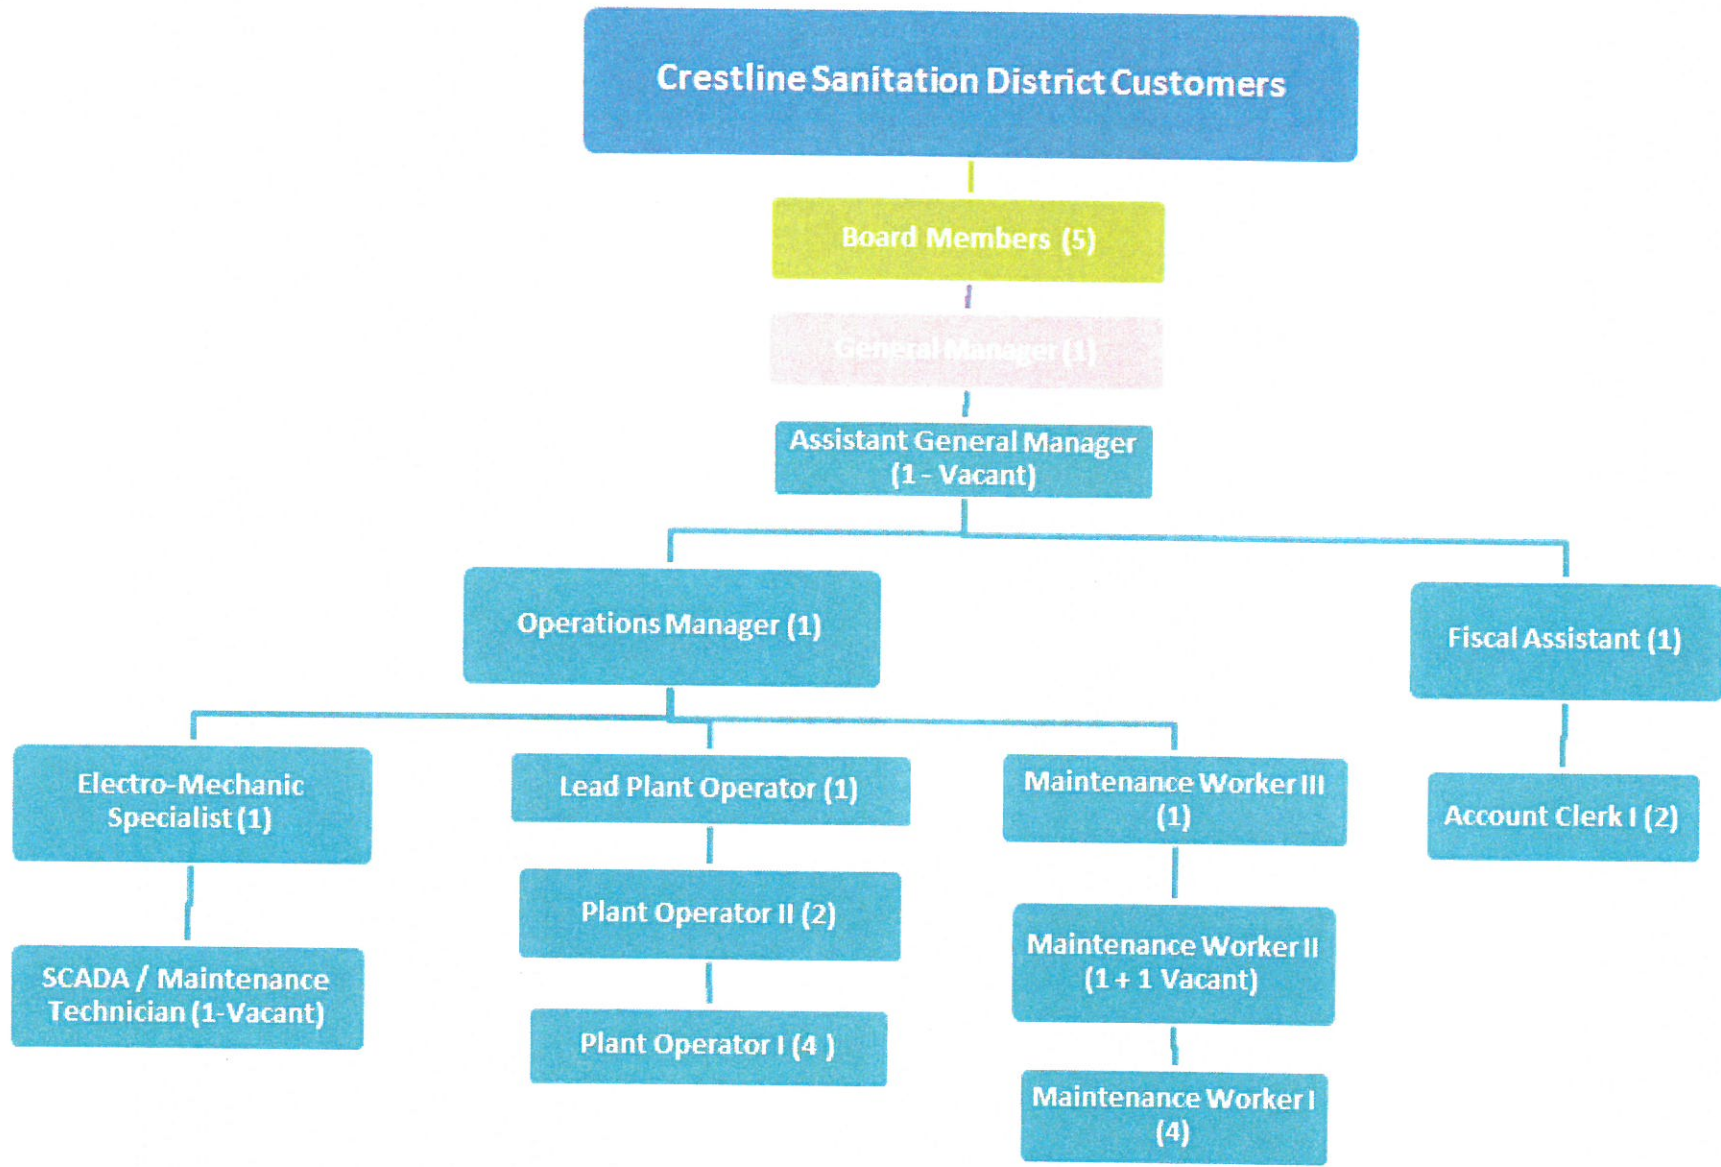 Crestline Sanitation District Customers
Board Members (5)
General Manager (1)
Assistant General Manager
(1 - Vacant)
Operations Manager (1)
Fiscal Assistant (1)
Electro-Mechanic
Specialist (1)
Lead Plant Operator (1)
Maintenance Worker III
(1)
Account Clerk I (2)
Plant Operator II (2)
Maintenance Worker II
(1 + 1 Vacant)
SCADA / Maintenance
Technician (1-Vacant)
Plant Operator I (4 )
Maintenance Worker I
(4)